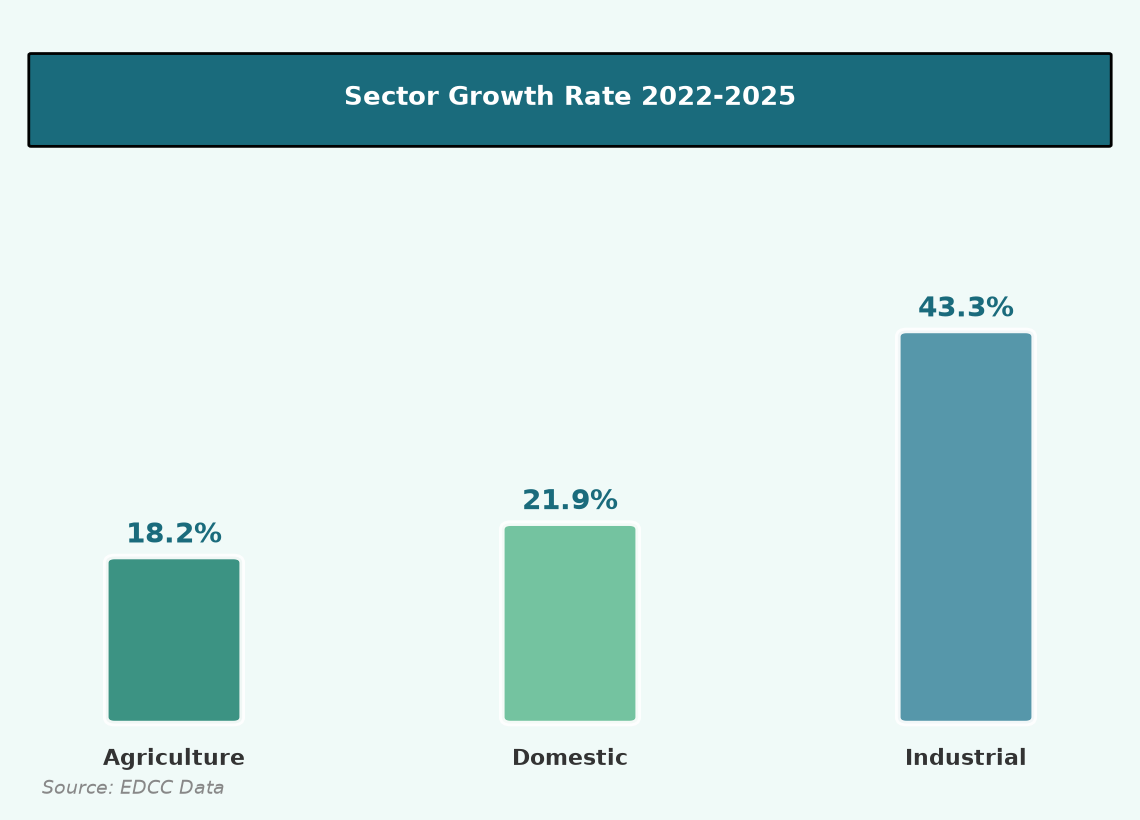 Sector Growth Rate 2022-2025
43.3%
21.9%
18.2%
Agriculture
Domestic
Industrial
Source: EDCC Data